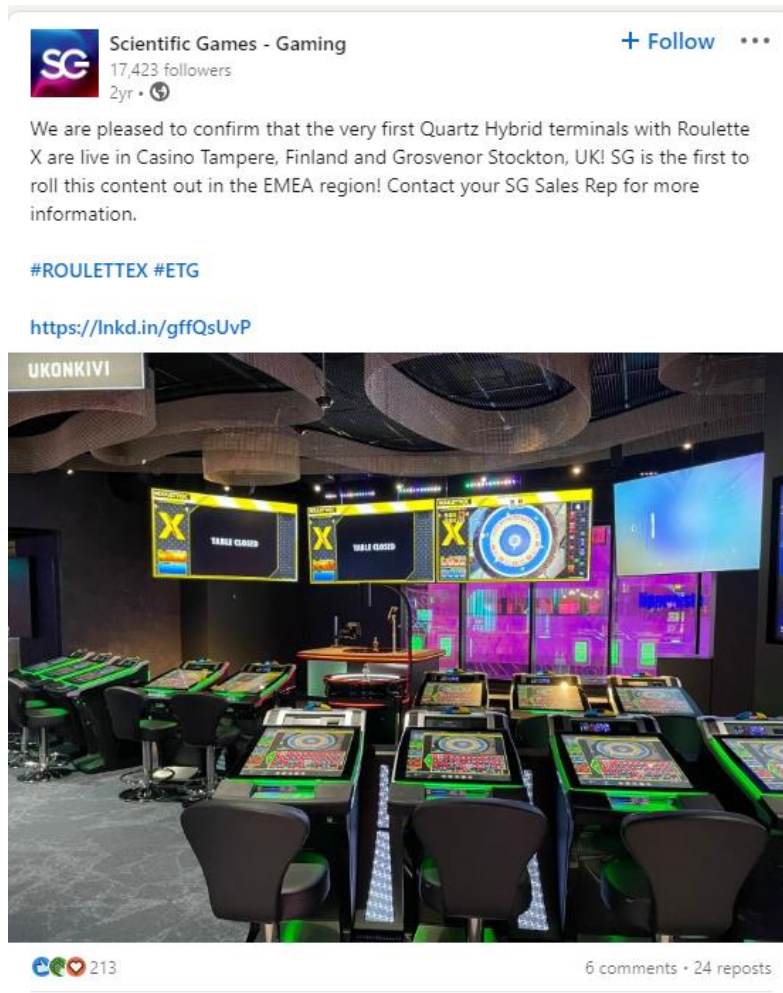 SG
Scientific Games - Gaming
+ Follow
17,423 followers
2yr •
We are pleased to confirm that the very first Quartz Hybrid terminals with Roulette
X are live in Casino Tampere, Finland and Grosvenor Stockton, UK! SG is the first to
roll this content out in the EMEA region! Contact your SG Sales Rep for more
information.
#ROULETTEX #ETG
https://lnkd.in/gffQsUvP
UKONKIVI
ROULETTEX
X
TABLE CLOSED
ROULETTEX
X
TABLE CLOSED
ROULETTEX
X
213
6 comments • 24 reposts